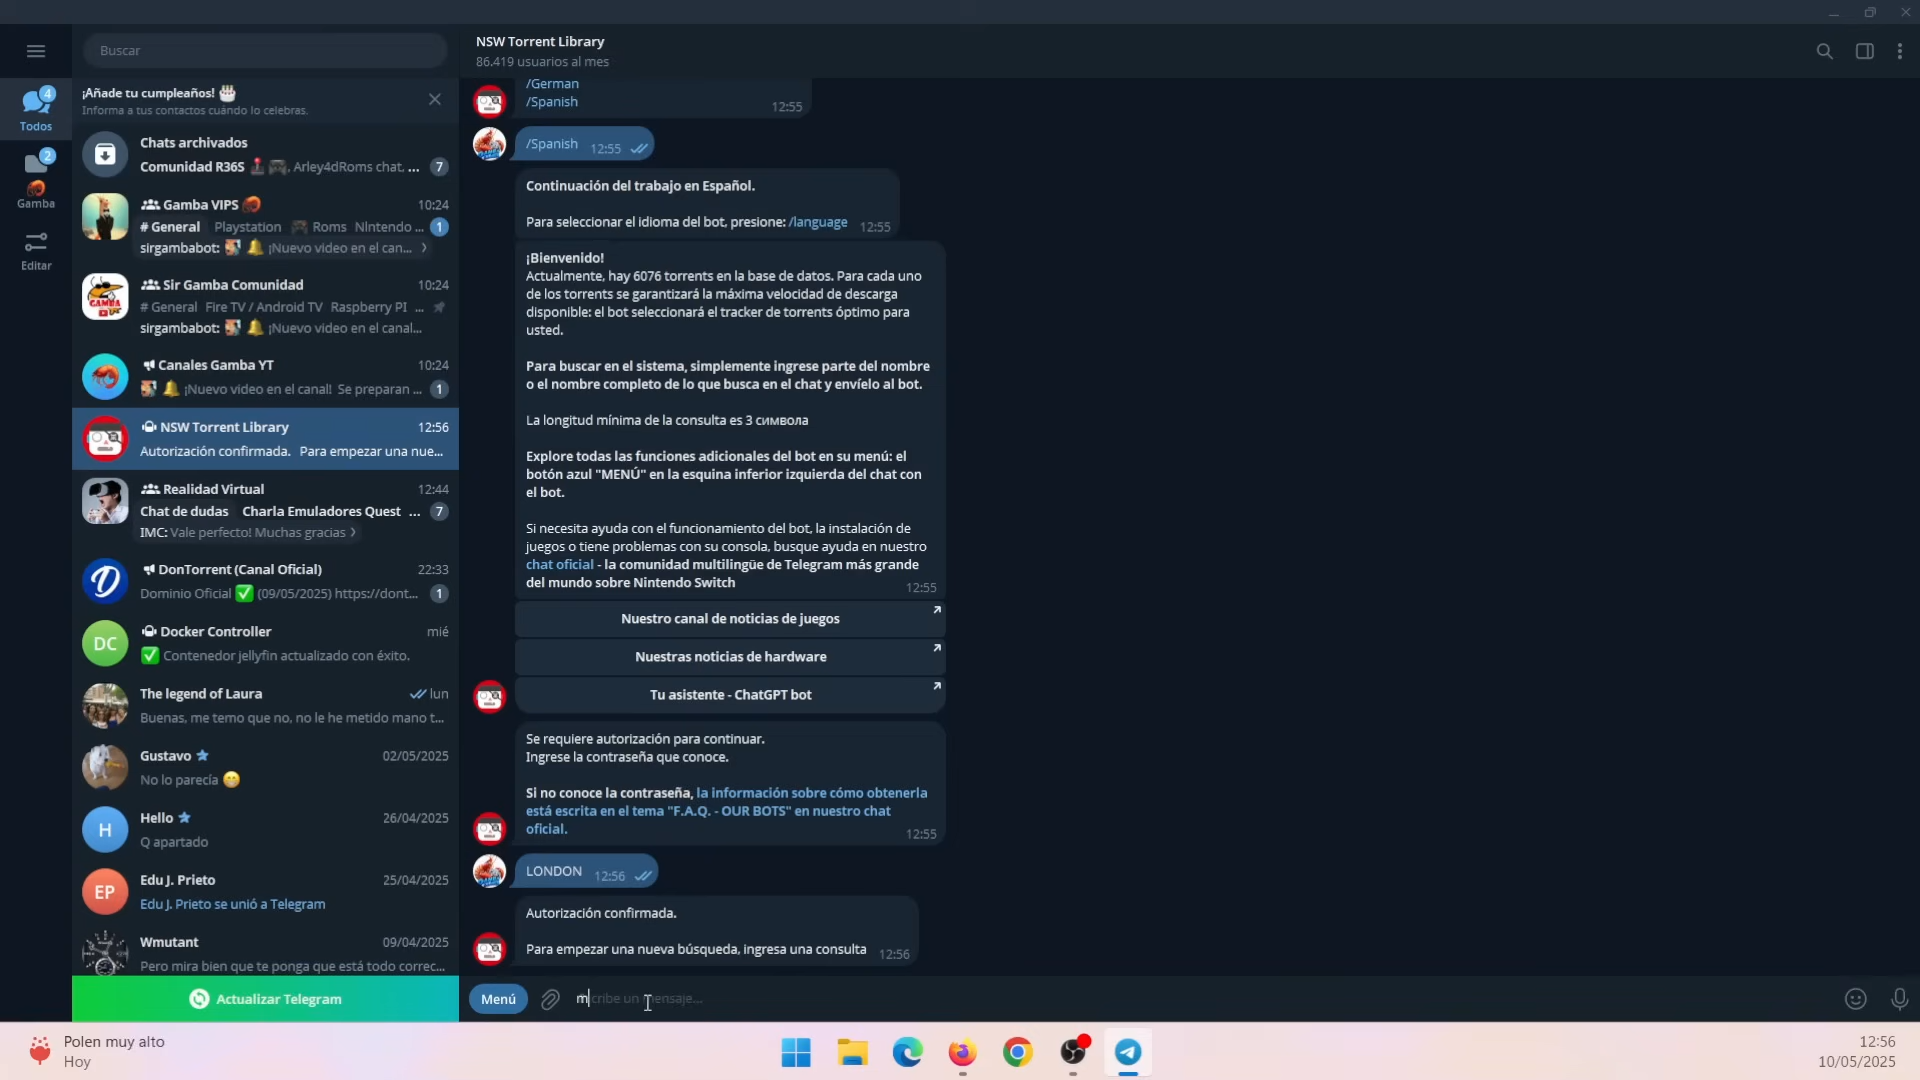 Buscar
NSW Torrent Library
86.419 usuarios al mes
4
Todos
2
Gamba
Editar
¡Añade tu cumpleaños! 🎂
Informa a tus contactos cuándo lo celebras.
Chats archivados
Comunidad R36S 🕹️ 🎮, Arley4dRoms chat, ... 7
Gamba VIPS 🦐 10:24
# General Playstation 🎮 Roms Nintendo ... 1
sirgambabot: 🔔 ¡Nuevo video en el can... >
Sir Gamba Comunidad 10:24
# General Fire TV / Android TV Raspberry PI ...
sirgambabot: 🔔 ¡Nuevo video en el canal...
Canales Gamba YT 10:24
🔔 ¡Nuevo video en el canal! Se preparan ... 1
NSW Torrent Library 12:56
Autorización confirmada. Para empezar una nue...
Realidad Virtual 12:44
Chat de dudas Charla Emuladores Quest ... 7
IMC: Vale perfecto! Muchas gracias >
DonTorrent (Canal Oficial) 22:33
Dominio Oficial ✅ (09/05/2025) https://dont... 1
DC
Docker Controller mié
✅ Contenedor jellyfin actualizado con éxito.
The legend of Laura lun
Buenas, me temo que no, no le he metido mano t...
Gustavo 02/05/2025
No lo parecía 😁
H
Hello 26/04/2025
Q apartado
EP
Edu J. Prieto 25/04/2025
Edu J. Prieto se unió a Telegram
Wmutant 09/04/2025
Pero mira bien que te ponga que está todo correc...
Actualizar Telegram
/German
/Spanish 12:55
/Spanish 12:55
Continuación del trabajo en Español.
Para seleccionar el idioma del bot, presione: /language 12:55
¡Bienvenido!
Actualmente, hay 6076 torrents en la base de datos. Para cada uno
de los torrents se garantizará la máxima velocidad de descarga
disponible: el bot seleccionará el tracker de torrents óptimo para
usted.
Para buscar en el sistema, simplemente ingrese parte del nombre
o el nombre completo de lo que busca en el chat y envíelo al bot.
La longitud mínima de la consulta es 3 символа
Explore todas las funciones adicionales del bot en su menú: el
botón azul "MENÚ" en la esquina inferior izquierda del chat con
el bot.
Si necesita ayuda con el funcionamiento del bot, la instalación de
juegos o tiene problemas con su consola, busque ayuda en nuestro
chat oficial - la comunidad multilingüe de Telegram más grande
del mundo sobre Nintendo Switch 12:55
Nuestro canal de noticias de juegos
Nuestras noticias de hardware
Tu asistente - ChatGPT bot
Se requiere autorización para continuar.
Ingrese la contraseña que conoce.
Si no conoce la contraseña, la información sobre cómo obtenerla
está escrita en el tema "F.A.Q. - OUR BOTS" en nuestro chat
oficial. 12:55
LONDON 12:56
Autorización confirmada.
Para empezar una nueva búsqueda, ingresa una consulta 12:56
Menú
m cribe un mensaje...
Polen muy alto
Hoy
12:56
10/05/2025